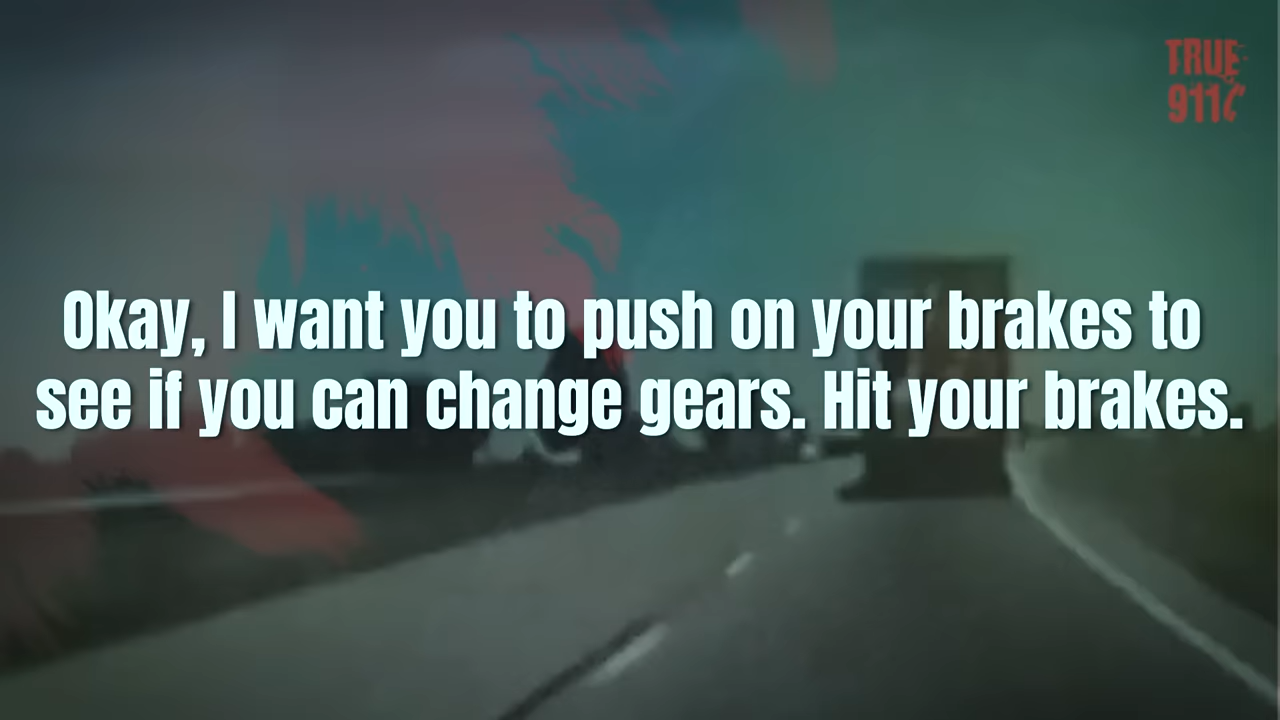 TRUE
911
Okay, I want you to push on your brakes to
see if you can change gears. Hit your brakes.